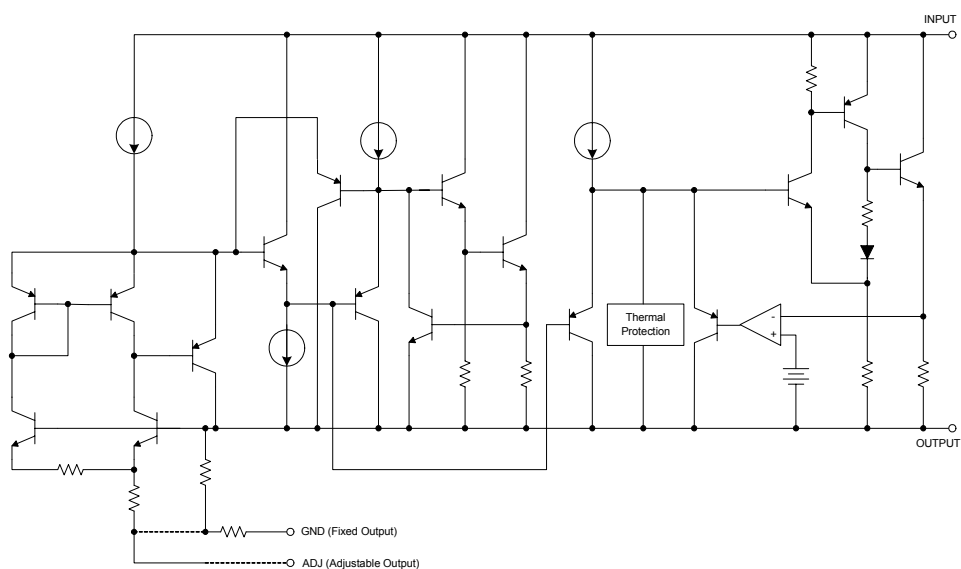 INPUT
Thermal
Protection
-
+
OUTPUT
GND (Fixed Output)
ADJ (Adjustable Output)